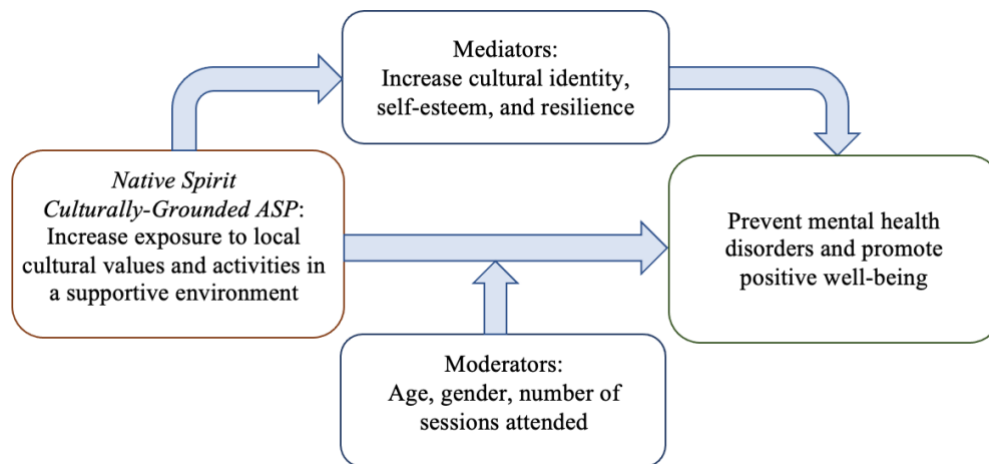 Mediators:
Increase cultural identity,
self-esteem, and resilience
Native Spirit
Culturally-Grounded ASP:
Increase exposure to local
cultural values and activities in
a supportive environment
Prevent mental health
disorders and promote
positive well-being
Moderators:
Age, gender, number of
sessions attended